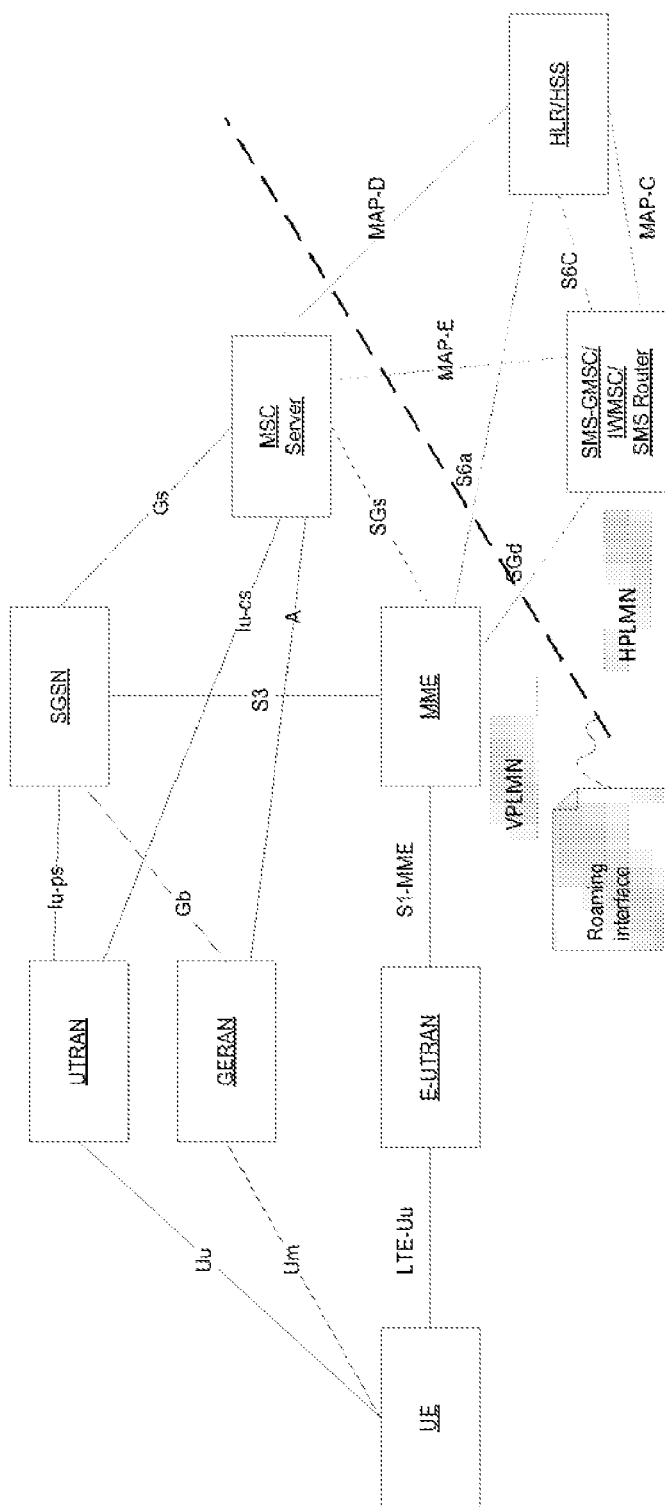 UTRAN
Iu-ps
SGSN
Gs
Uu
GERAN
Gb
Iu-cs
A
MSC
Server
MAP-D
Um
S3
SGs
MAP-E
HLR/HSS
UE
LTE-Uu
E-UTRAN
S1-MME
MME
S6a
S6C
MAP-C
SGd
SMS-GMSC/
IWMSC/
SMS Router
VPLMN
HPLMN
Roaming
interface